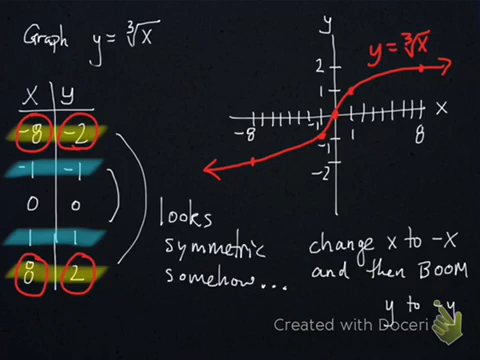 Graph y = ∛x
y
y = ∛x
2
1
x
-8
-1
1
8
-1
-2
X Y
-8 -2
-1 -1
0 0
1 1
8 2
looks
symmetric
somehow...
change x to -x
and then BOOM
y to -y
Created with Doceri